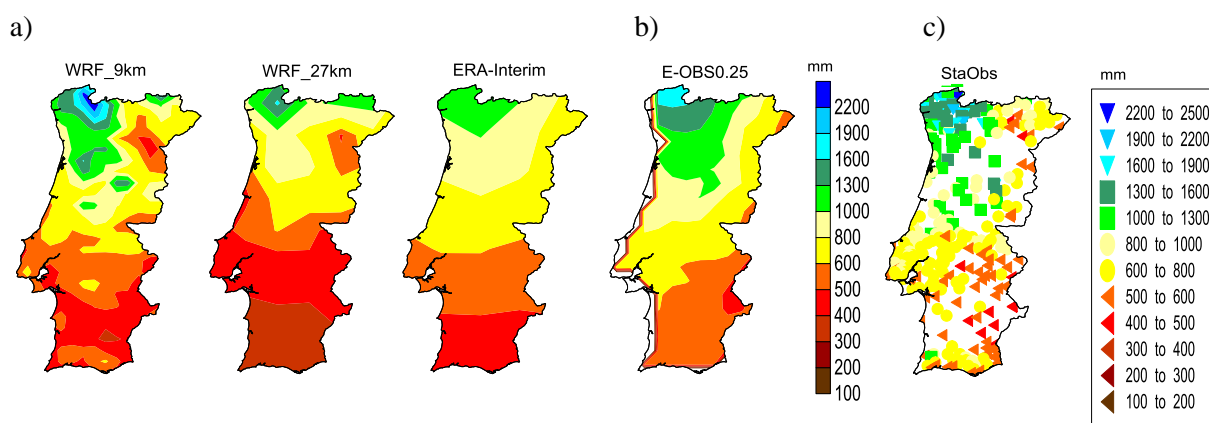 a)
b)
c)
WRF_9km
WRF_27km
ERA-Interim
E-OBS0.25
StaObs
mm
2200
1900
1600
1300
1000
800
600
500
400
300
200
100
mm
2200 to 2500
1900 to 2200
1600 to 1900
1300 to 1600
1000 to 1300
800 to 1000
600 to 800
500 to 600
400 to 500
300 to 400
200 to 300
100 to 200